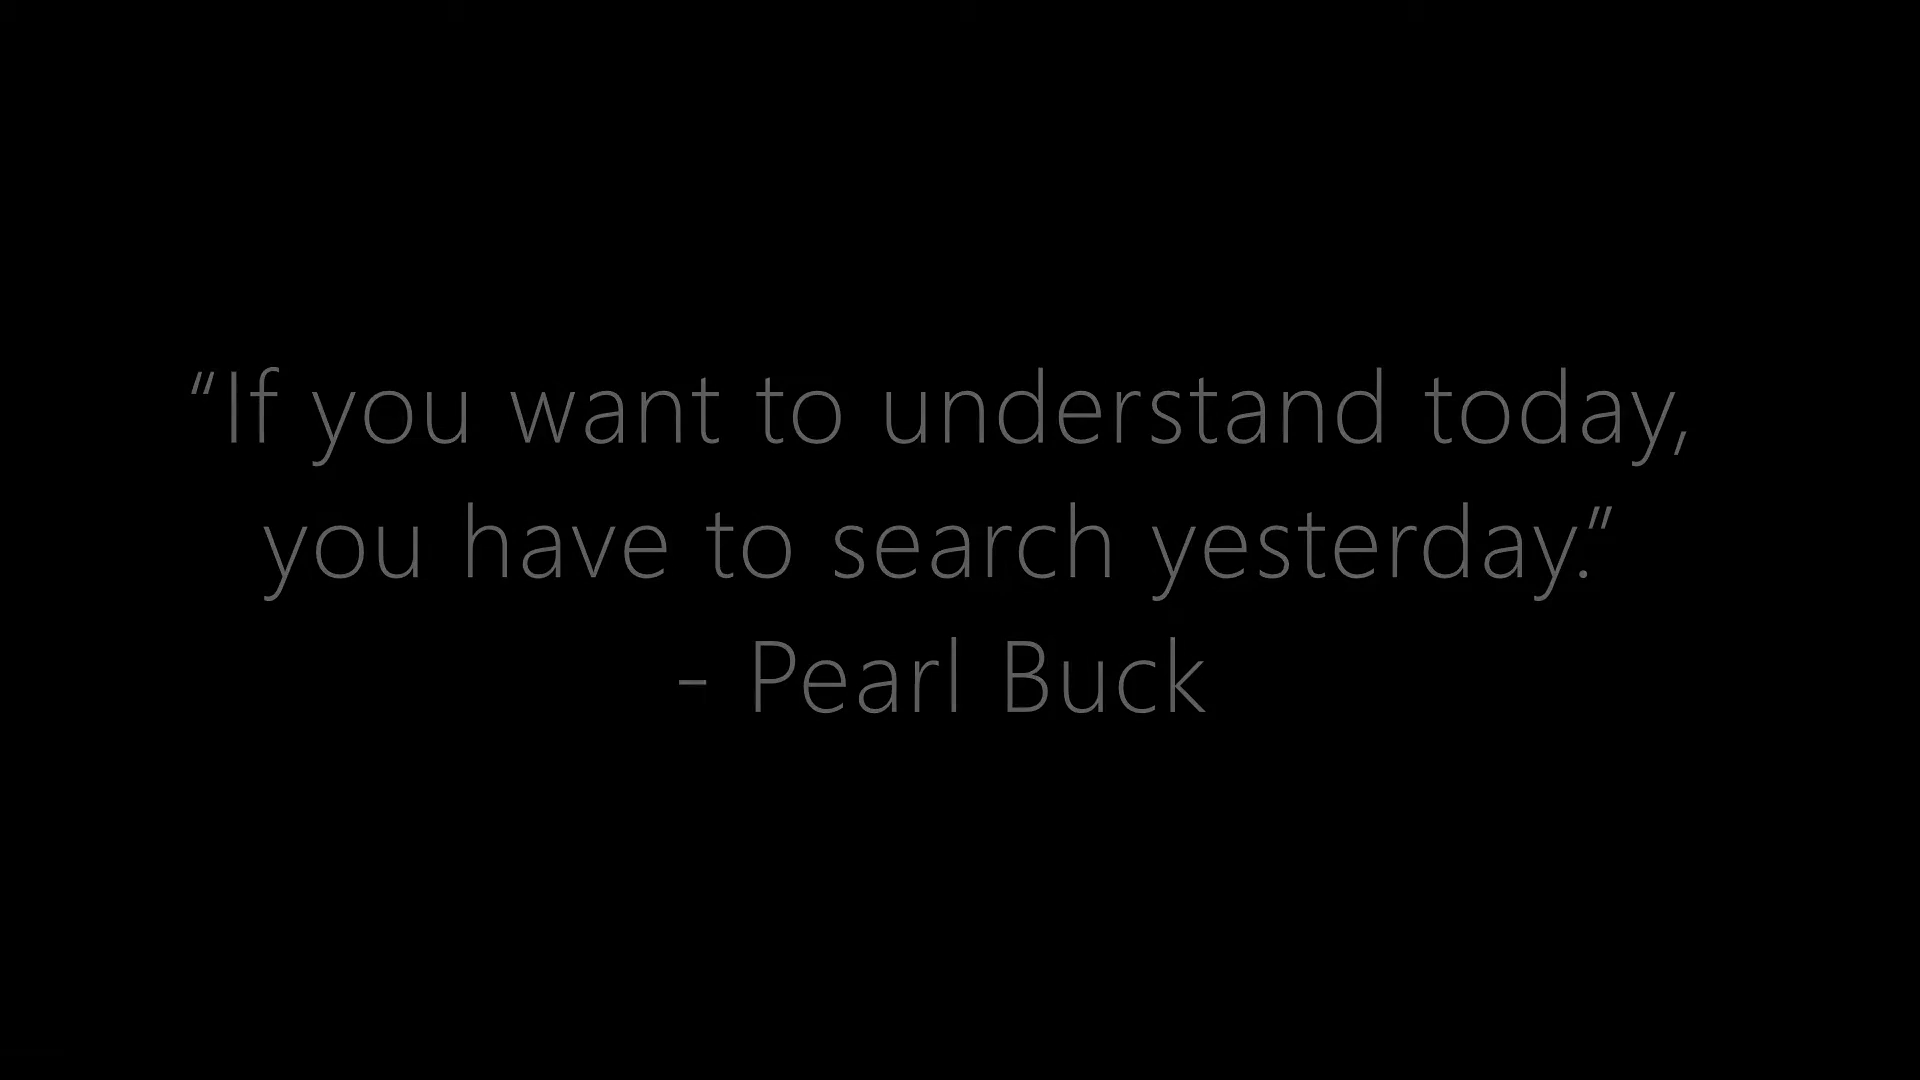 “If you want to understand today,
you have to search yesterday.”
- Pearl Buck